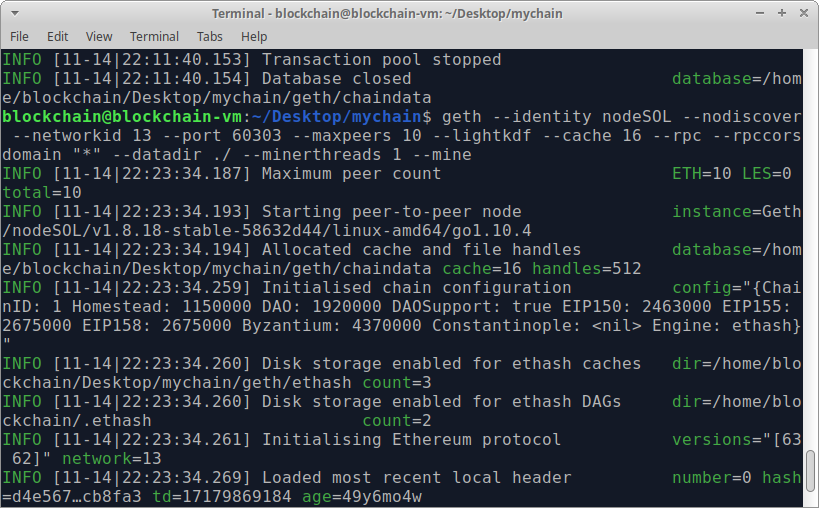 Terminal - blockchain@blockchain-vm: ~/Desktop/mychain
File Edit View Terminal Tabs Help
INFO [11-14|22:11:40.153] Transaction pool stopped
INFO [11-14|22:11:40.154] Database closed database=/hom
e/blockchain/Desktop/mychain/geth/chaindata
blockchain@blockchain-vm:~/Desktop/mychain$ geth --identity nodeSOL --nodiscover
--networkid 13 --port 60303 --maxpeers 10 --lightkdf --cache 16 --rpc --rpccors
domain "*" --datadir ./ --minerthreads 1 --mine
INFO [11-14|22:23:34.187] Maximum peer count ETH=10 LES=0
total=10
INFO [11-14|22:23:34.193] Starting peer-to-peer node instance=Geth
/nodeSOL/v1.8.18-stable-58632d44/linux-amd64/go1.10.4
INFO [11-14|22:23:34.194] Allocated cache and file handles database=/hom
e/blockchain/Desktop/mychain/geth/chaindata cache=16 handles=512
INFO [11-14|22:23:34.259] Initialised chain configuration config="{Chai
nID: 1 Homestead: 1150000 DAO: 1920000 DAOSupport: true EIP150: 2463000 EIP155:
2675000 EIP158: 2675000 Byzantium: 4370000 Constantinople: <nil> Engine: ethash}
"
INFO [11-14|22:23:34.260] Disk storage enabled for ethash caches dir=/home/blo
ckchain/Desktop/mychain/geth/ethash count=3
INFO [11-14|22:23:34.260] Disk storage enabled for ethash DAGs dir=/home/blo
ckchain/.ethash count=2
INFO [11-14|22:23:34.261] Initialising Ethereum protocol versions="[63
62]" network=13
INFO [11-14|22:23:34.269] Loaded most recent local header number=0 hash
=d4e567…cb8fa3 td=17179869184 age=49y6mo4w